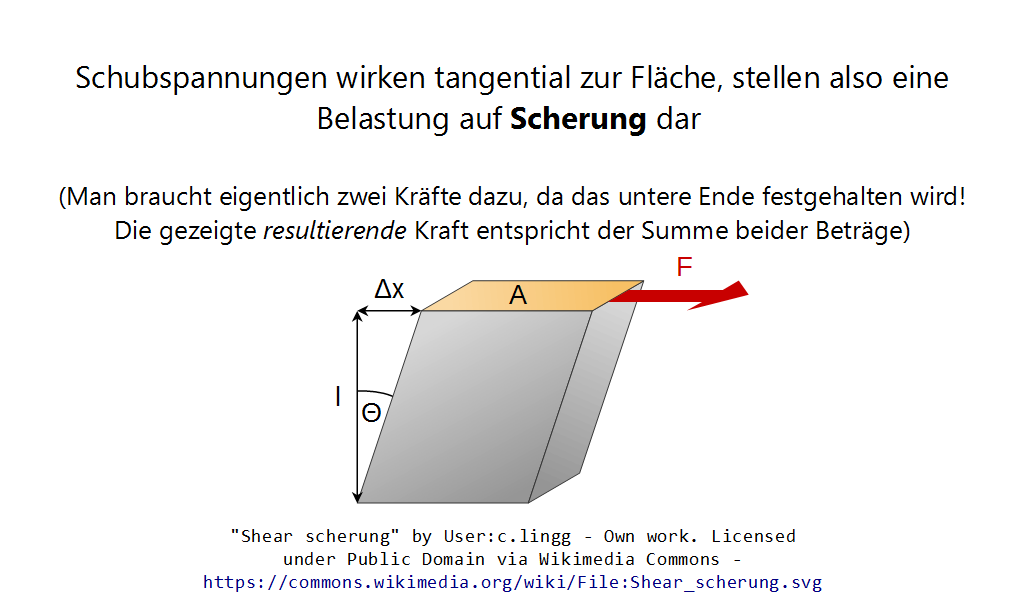 Schubspannungen wirken tangential zur Fläche, stellen also eine
Belastung auf Scherung dar
(Man braucht eigentlich zwei Kräfte dazu, da das untere Ende festgehalten wird!
Die gezeigte resultierende Kraft entspricht der Summe beider Beträge)
F
Δx
A
l
Θ
"Shear scherung" by User:c.lingg - Own work. Licensed
under Public Domain via Wikimedia Commons -
https://commons.wikimedia.org/wiki/File:Shear_scherung.svg